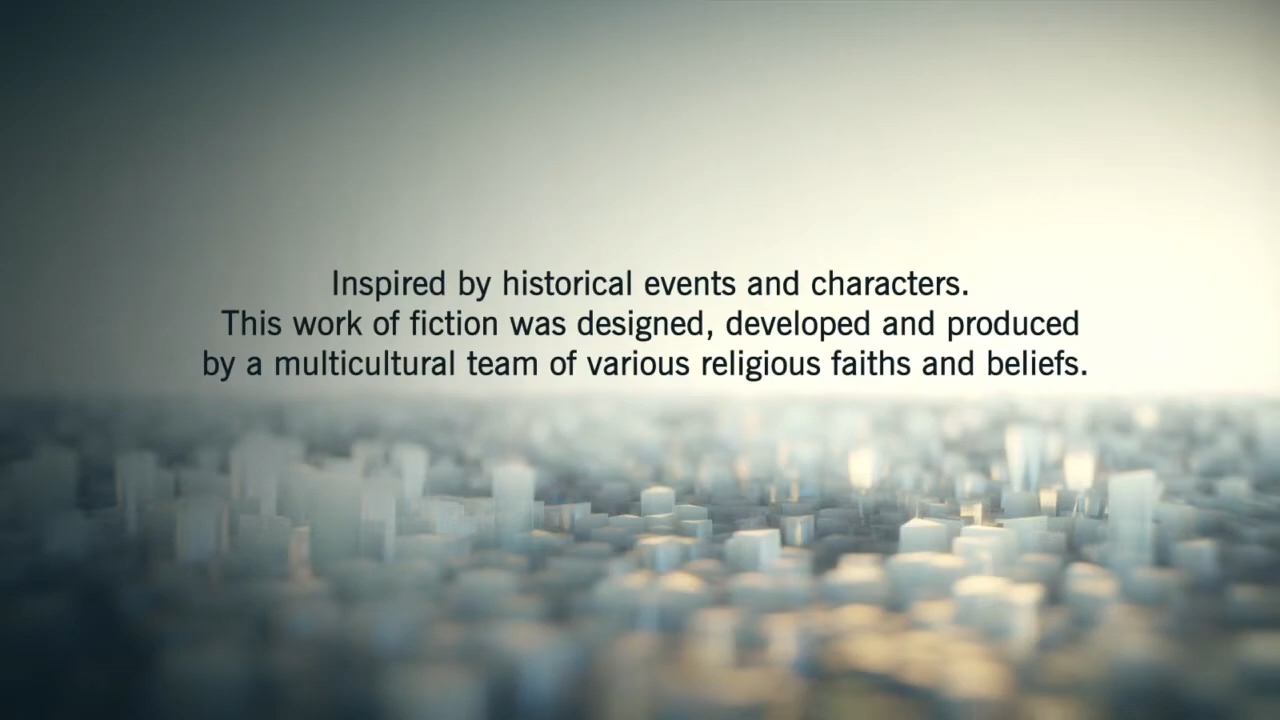 Inspired by historical events and characters.
This work of fiction was designed, developed and produced
by a multicultural team of various religious faiths and beliefs.